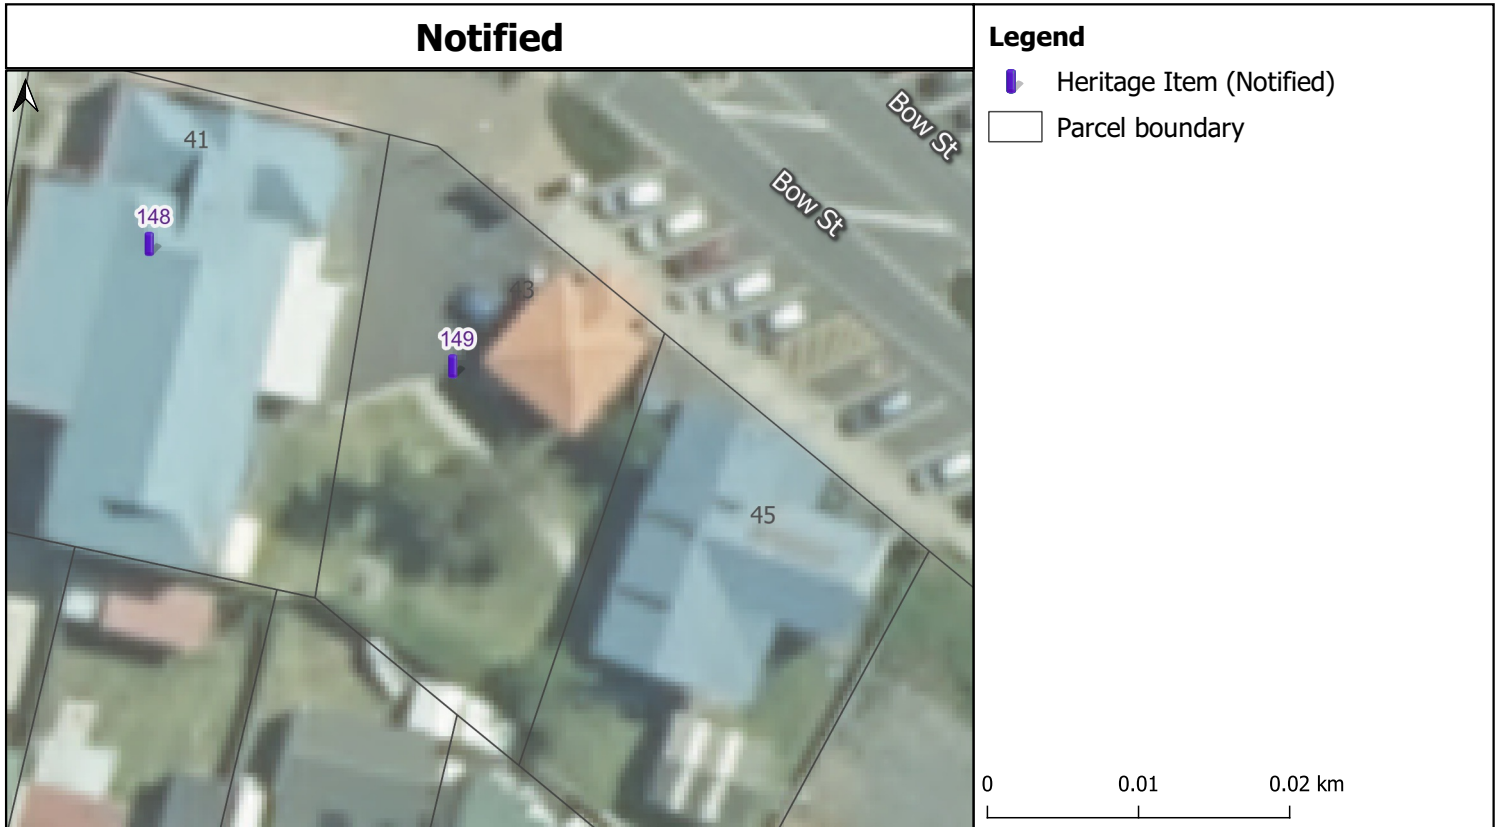 Notified
Legend
Heritage Item (Notified)
Parcel boundary
Bow St
Bow St
41
148
43
149
45
0 0.01 0.02 km